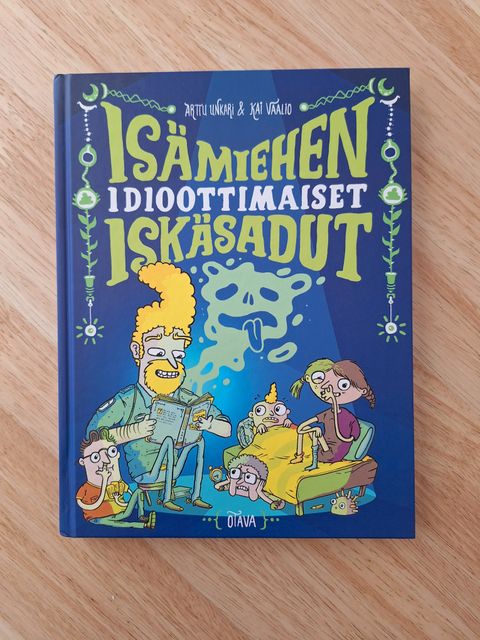 ARTTU UNKARI & KAI VAALIO
ISÄMIEHEN
IDIOOTTIMAISET
ISKÄSADUT
OTAVA